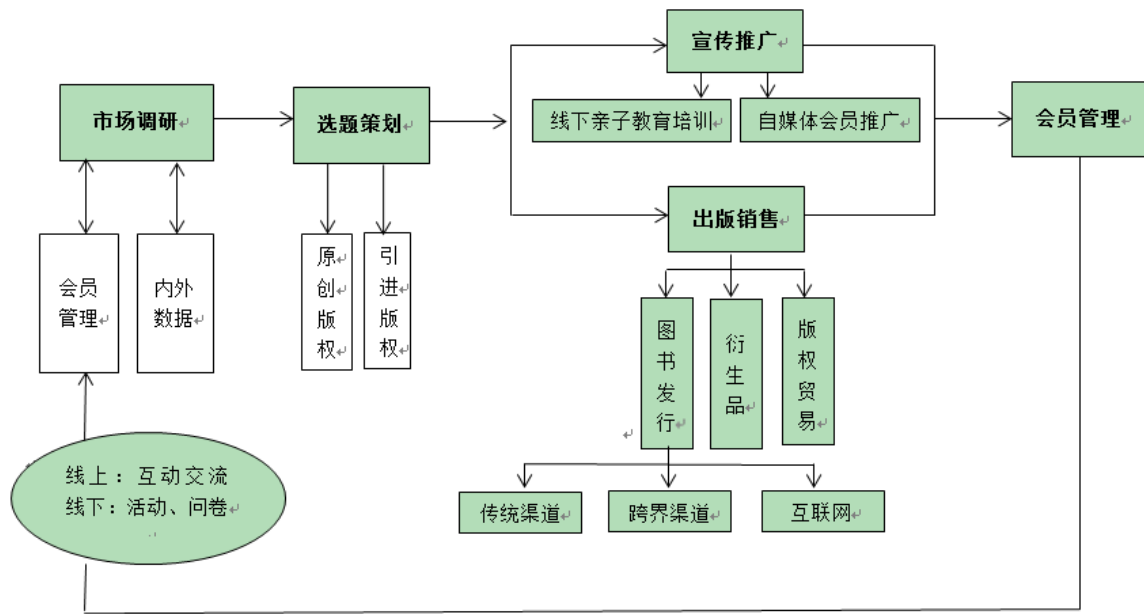 宣传推广
线下亲子教育培训
自媒体会员推广
市场调研
选题策划
会员管理
出版销售
会员
管理
内外
数据
原创版权
引进版权
图书发行
衍生品
版权贸易
线上：互动交流
线下：活动、问卷
传统渠道
跨界渠道
互联网